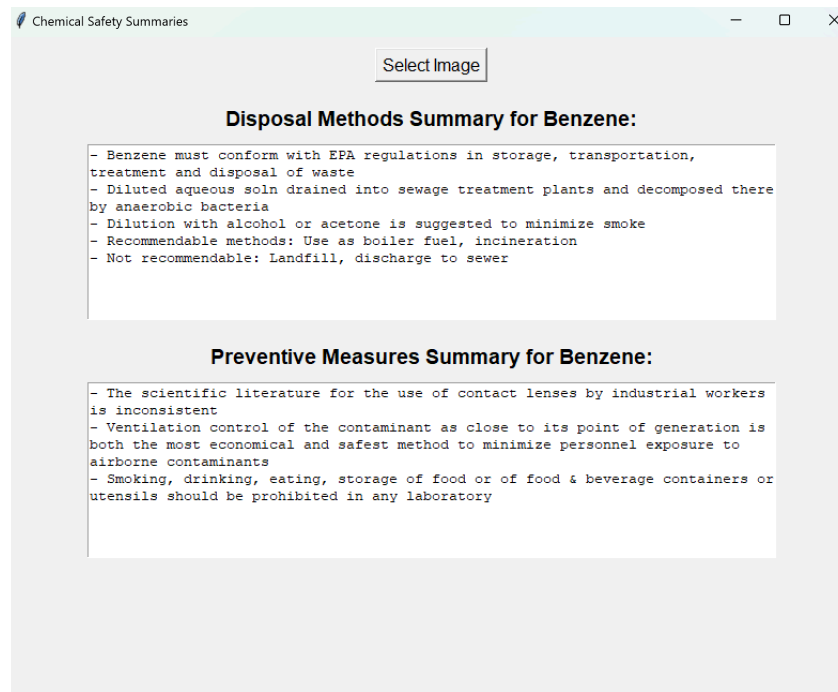 Chemical Safety Summaries
Select Image
Disposal Methods Summary for Benzene:
- Benzene must conform with EPA regulations in storage, transportation,
treatment and disposal of waste
- Diluted aqueous soln drained into sewage treatment plants and decomposed there
by anaerobic bacteria
- Dilution with alcohol or acetone is suggested to minimize smoke
- Recommendable methods: Use as boiler fuel, incineration
- Not recommendable: Landfill, discharge to sewer
Preventive Measures Summary for Benzene:
- The scientific literature for the use of contact lenses by industrial workers
is inconsistent
- Ventilation control of the contaminant as close to its point of generation is
both the most economical and safest method to minimize personnel exposure to
airborne contaminants
- Smoking, drinking, eating, storage of food or of food & beverage containers or
utensils should be prohibited in any laboratory